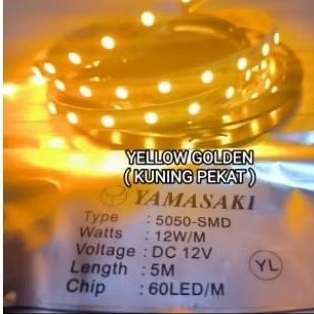 YELLOW GOLDEN
( KUNING PEKAT )
YAMASAKI
Type : 5050-SMD
Watts : 12W/M
Voltage : DC 12V
Length : 5M
Chip : 60LED/M
YL